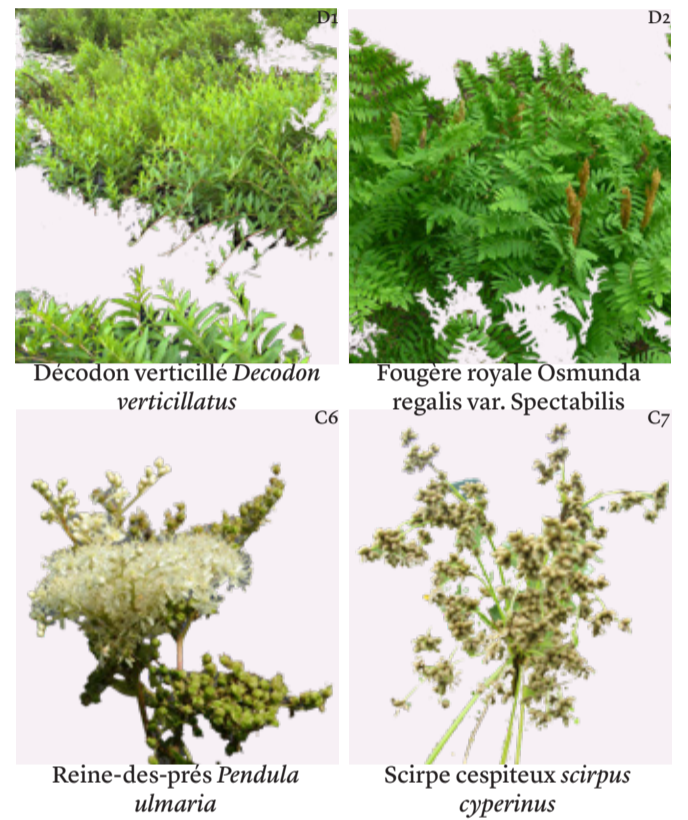 D1
D2
Décodon verticillé Decodon
verticillatus
Fougère royale Osmunda
regalis var. Spectabilis
C6
C7
Reine-des-prés Pendula
ulmaria
Scirpe cespiteux scirpus
cyperinus